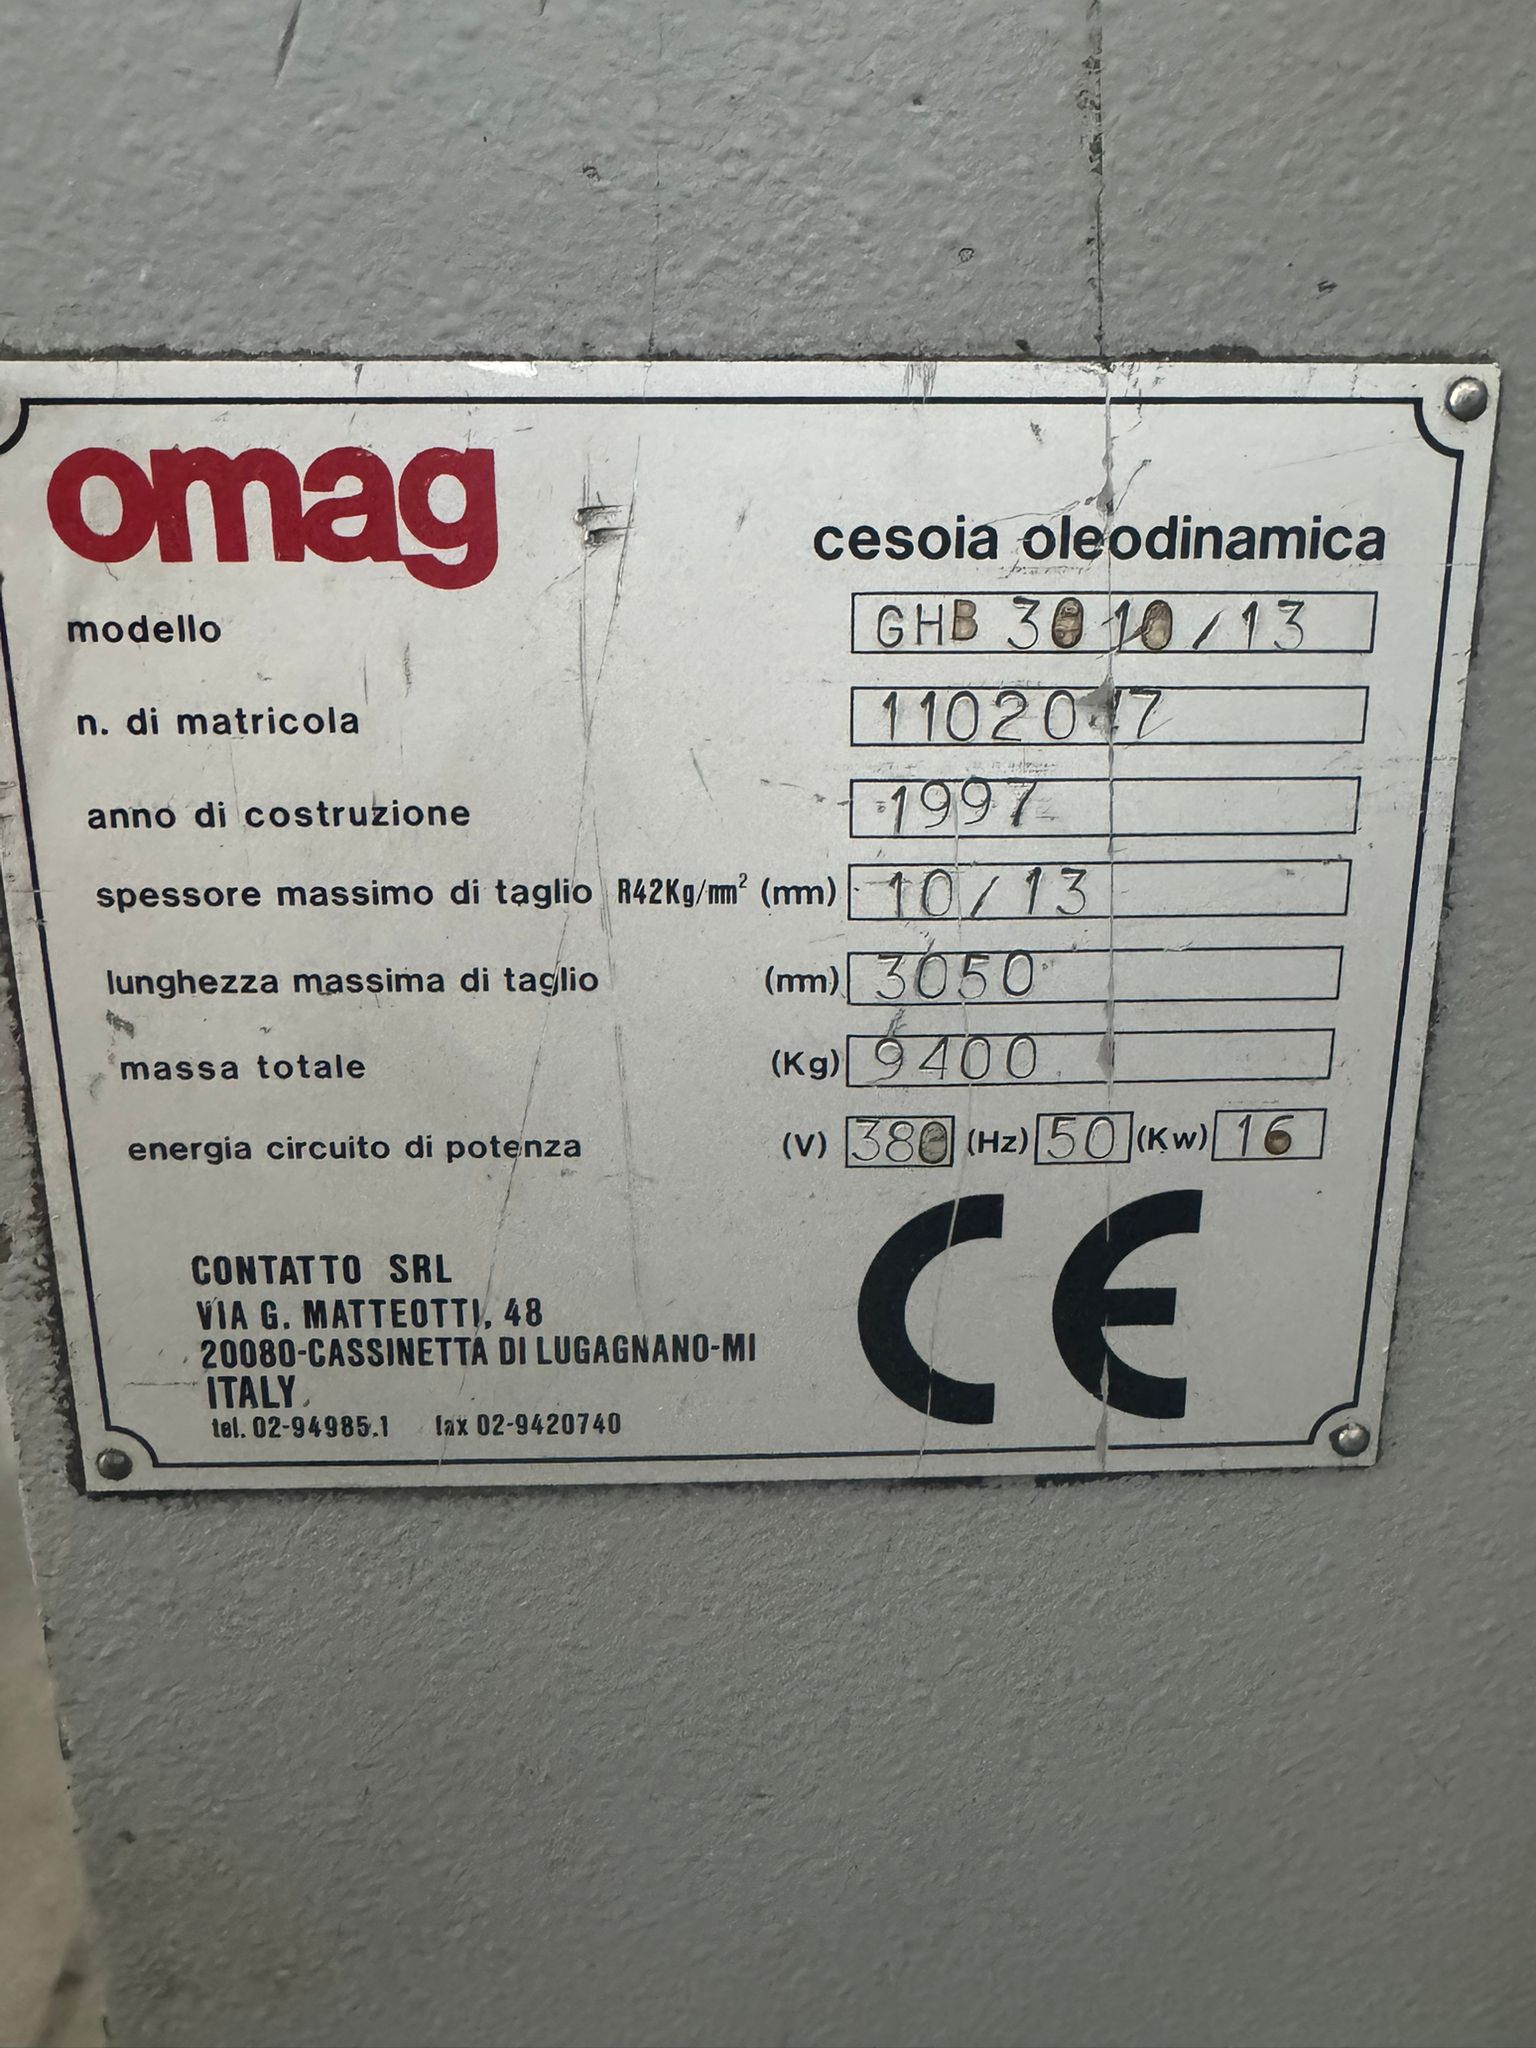 omag
cesoia oleodinamica
modello GHB 3010/13
n. di matricola
anno di costruzione 1997
spessore massimo di taglio R42Kg/mm² (mm) 10/13
lunghezza massima di taglio (mm) 3050
massa totale (Kg) 9400
energia circuito di potenza (V) 380 (Hz) 50 (Kw) 16
CONTATTO SRL
VIA G. MATTEOTTI, 48
20080-CASSINETTA DI LUGAGNANO-MI
ITALY
tel. 02-94985.1 fax 02-9420740
CE